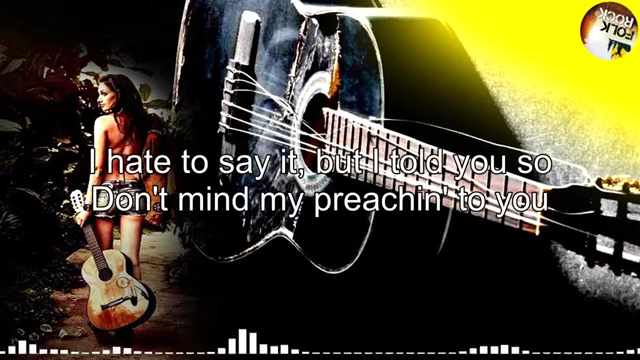 FOLK
ROCK
I hate to say it, but I told you so
Don't mind my preachin' to you